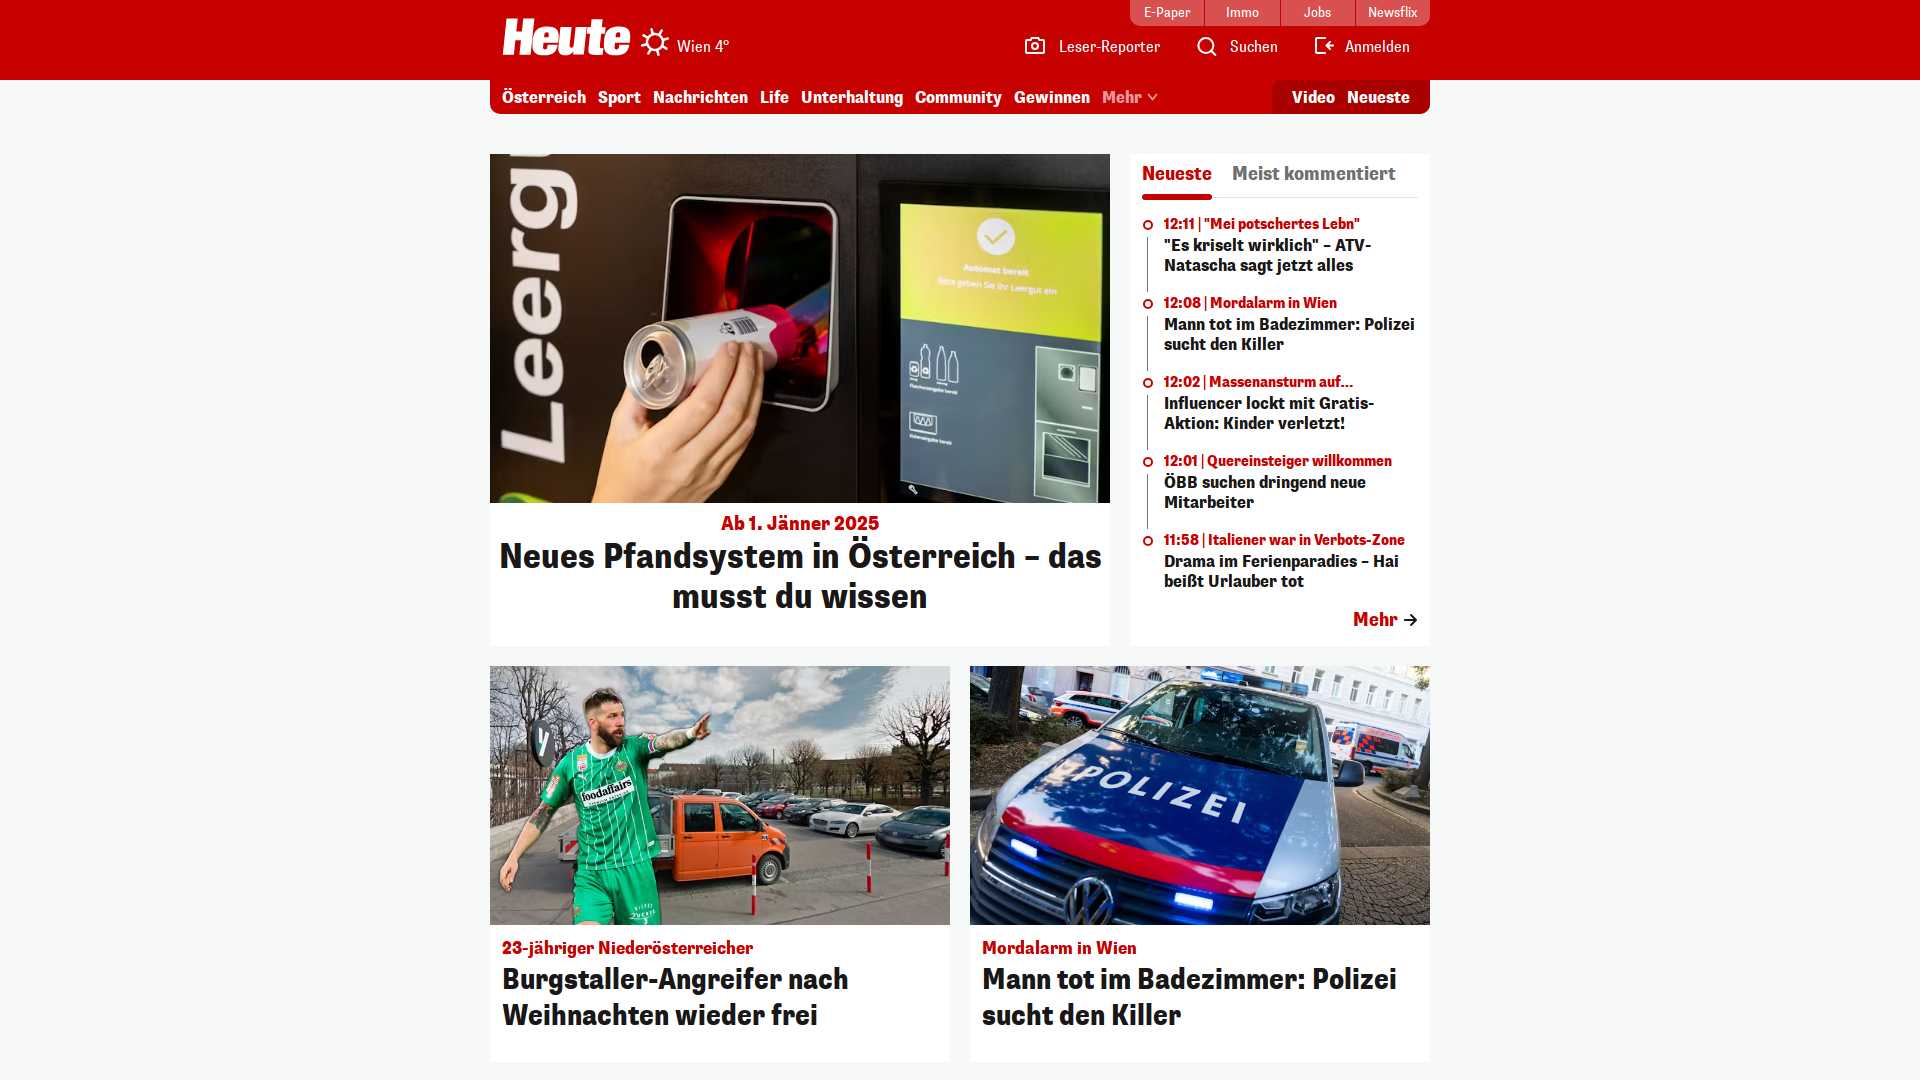 E-Paper
Immo
Jobs
Newsflix
Heute
Wien 4°
Leser-Reporter
Suchen
Anmelden
Österreich
Sport
Nachrichten
Life
Unterhaltung
Community
Gewinnen
Mehr
Video
Neueste
Leergu
Automat bereit
Bitte geben Sie Ihr Leergut ein
Ab 1. Jänner 2025
Neues Pfandsystem in Österreich – das
musst du wissen
Neueste
Meist kommentiert
12:11 | "Mei potschertes Lebn"
"Es kriselt wirklich" – ATV-
Natascha sagt jetzt alles
12:08 | Mordalarm in Wien
Mann tot im Badezimmer: Polizei
sucht den Killer
12:02 | Massenansturm auf...
Influencer lockt mit Gratis-
Aktion: Kinder verletzt!
12:01 | Quereinsteiger willkommen
ÖBB suchen dringend neue
Mitarbeiter
11:58 | Italiener war in Verbots-Zone
Drama im Ferienparadies – Hai
beißt Urlauber tot
Mehr
foodaffairs
23-jähriger Niederösterreicher
Burgstaller-Angreifer nach
Weihnachten wieder frei
POLIZEI
Mordalarm in Wien
Mann tot im Badezimmer: Polizei
sucht den Killer